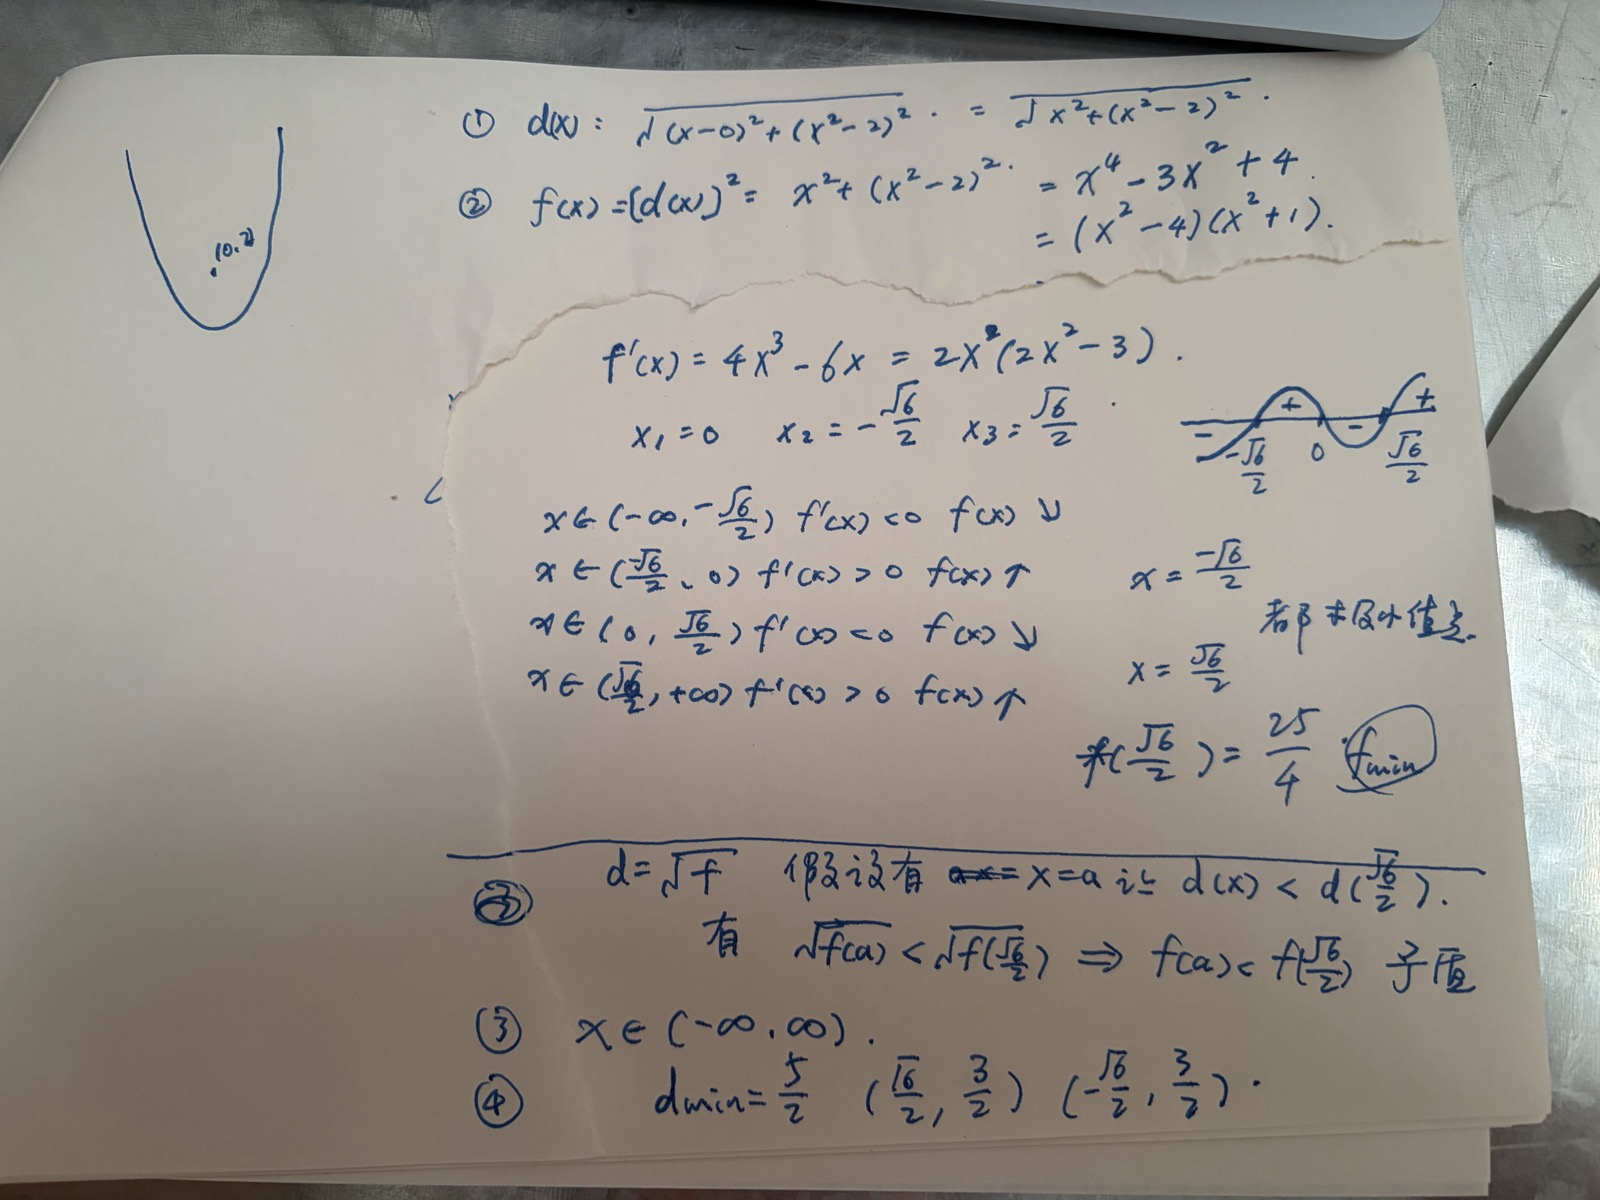 (0,2)
① d(x): √((x-0)²+(x²-2)²). = √(x²+(x²-2)²).
② f(x)=[d(x)]²= x²+(x²-2)². = x⁴-3x²+4.
= (x²-4)(x²+1).
f'(x) = 4x³-6x = 2x²(2x²-3).
x₁=0 x₂=-√6/2 x₃=√6/2.
- + - +
-√6/2 0 √6/2
x∈(-∞,-√6/2) f'(x)<0 f(x)↘
x∈(-√6/2、0) f'(x)>0 f(x)↑
x∈(0,√6/2) f'(x)<0 f(x)↘
x∈(√6/2,+∞) f'(x)>0 f(x)↑
x=-√6/2
都 极小值点.
x=√6/2
f(√6/2)=25/4 fmin
② d=√f 假设有 x=a 让 d(x)<d(√6/2).
有 √f(a)<√f(√6/2) ⇒ f(a)<f(√6/2) 矛盾
③ x∈(-∞,∞).
④ dmin=5/2 (√6/2,3/2) (-√6/2,3/2).